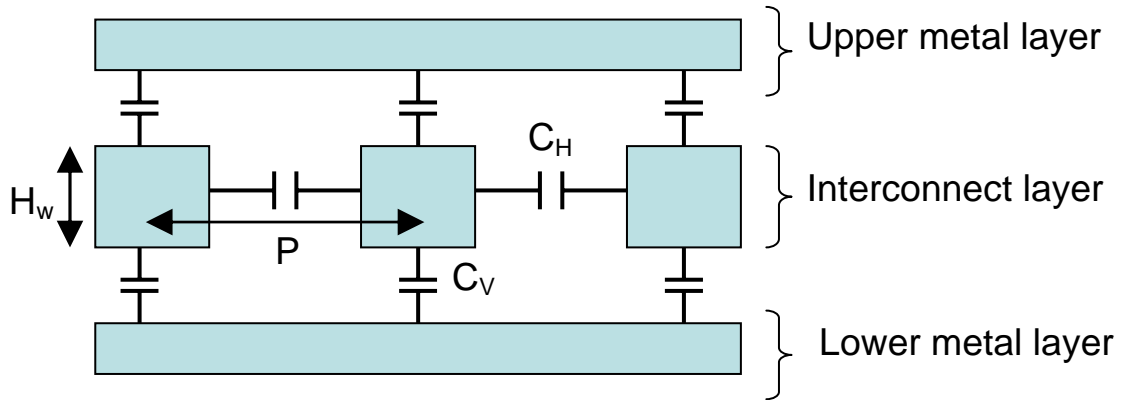 Upper metal layer
C_H
H_w
Interconnect layer
P
C_V
Lower metal layer